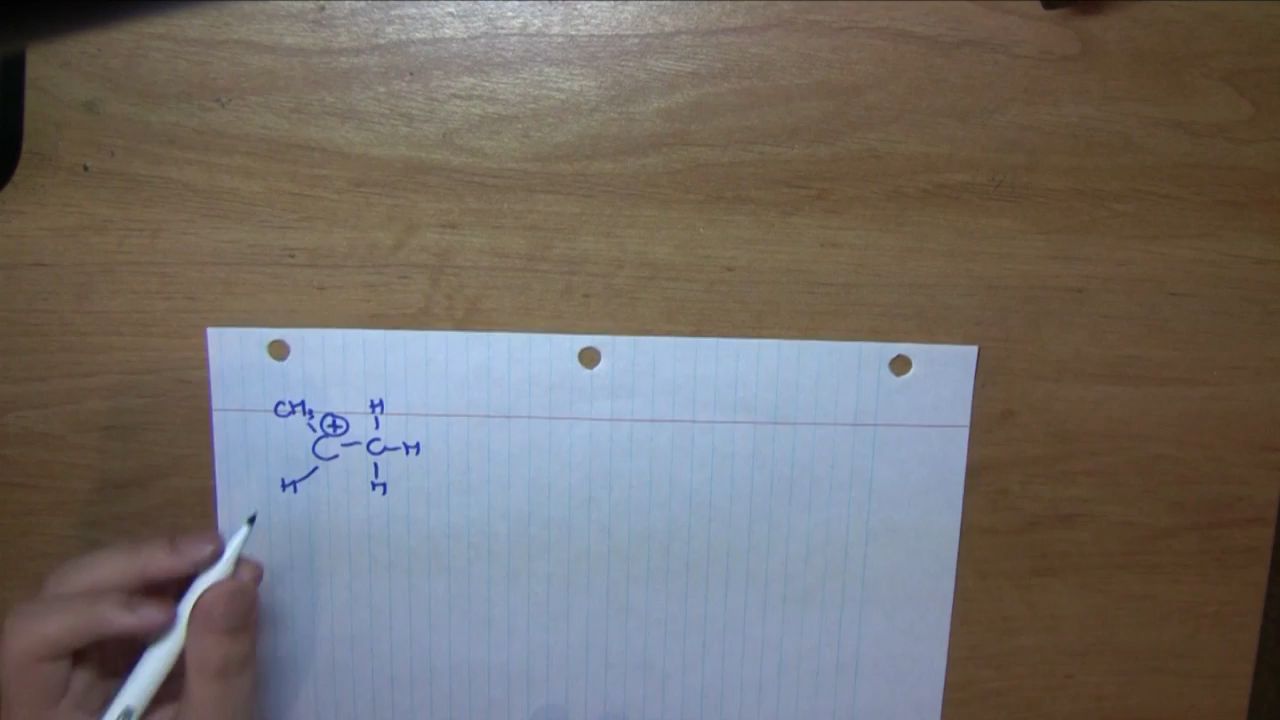 CH₃ H
⊕
C – C – H
H H